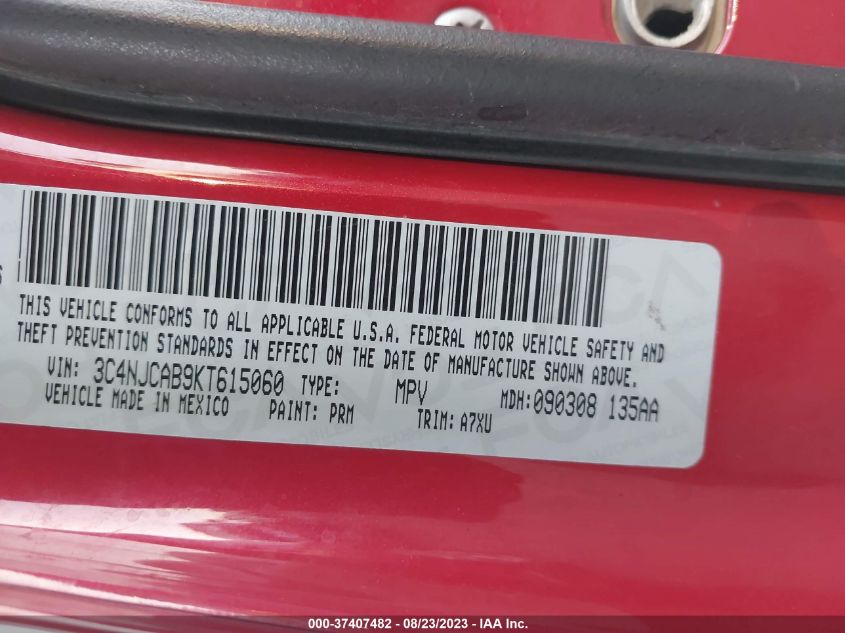 THIS VEHICLE CONFORMS TO ALL APPLICABLE U.S.A. FEDERAL MOTOR VEHICLE SAFETY AND
THEFT PREVENTION STANDARDS IN EFFECT ON THE DATE OF MANUFACTURE SHOWN ABOVE.
VIN: 3C4NJCAB9KT615060 TYPE: MPV MDH:090308 135AA
VEHICLE MADE IN MEXICO PAINT: PRM TRIM: A7XU
000-37407482 - 08/23/2023 - IAA Inc.